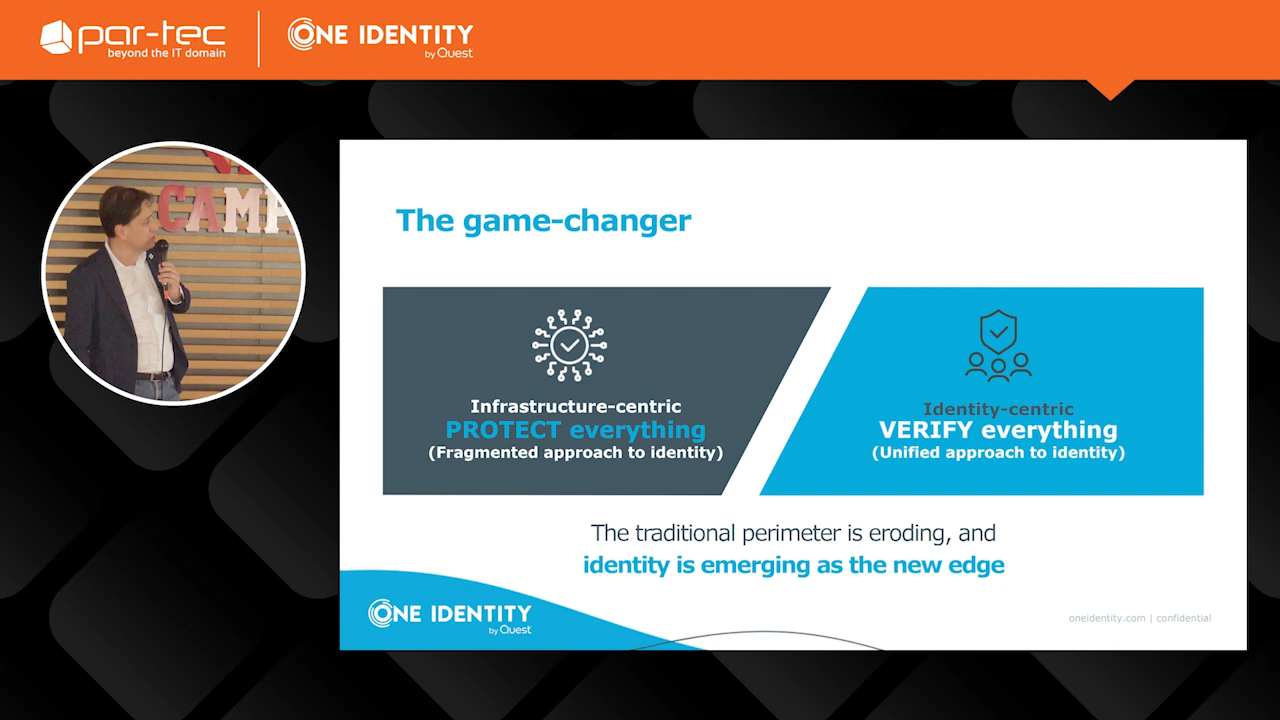 par-tec
beyond the IT domain
ONE IDENTITY
by Quest
CAMP
The game-changer
Infrastructure-centric
PROTECT everything
(Fragmented approach to identity)
Identity-centric
VERIFY everything
(Unified approach to identity)
The traditional perimeter is eroding, and
identity is emerging as the new edge
ONE IDENTITY
by Quest
oneidentity.com | confidential